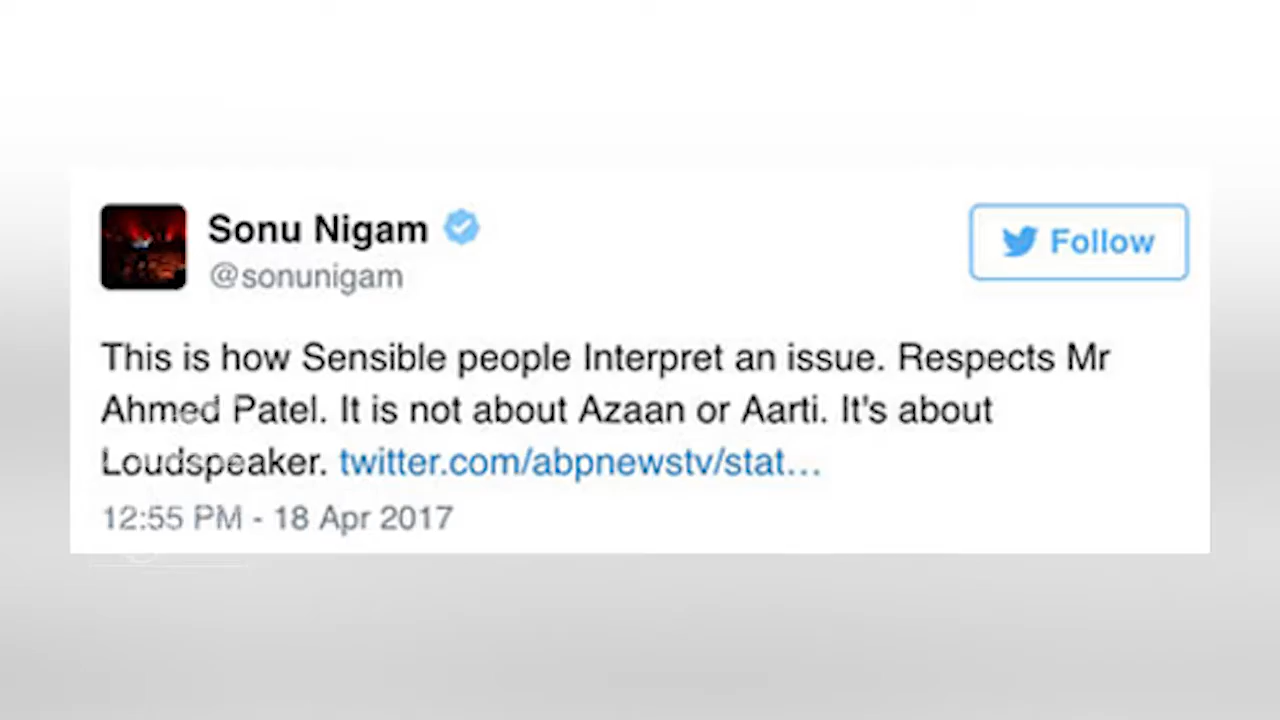 Sonu Nigam
@sonunigam
Follow
This is how Sensible people Interpret an issue. Respects Mr
Ahmed Patel. It is not about Azaan or Aarti. It's about
Loudspeaker. twitter.com/abpnewstv/stat...
12:55 PM - 18 Apr 2017